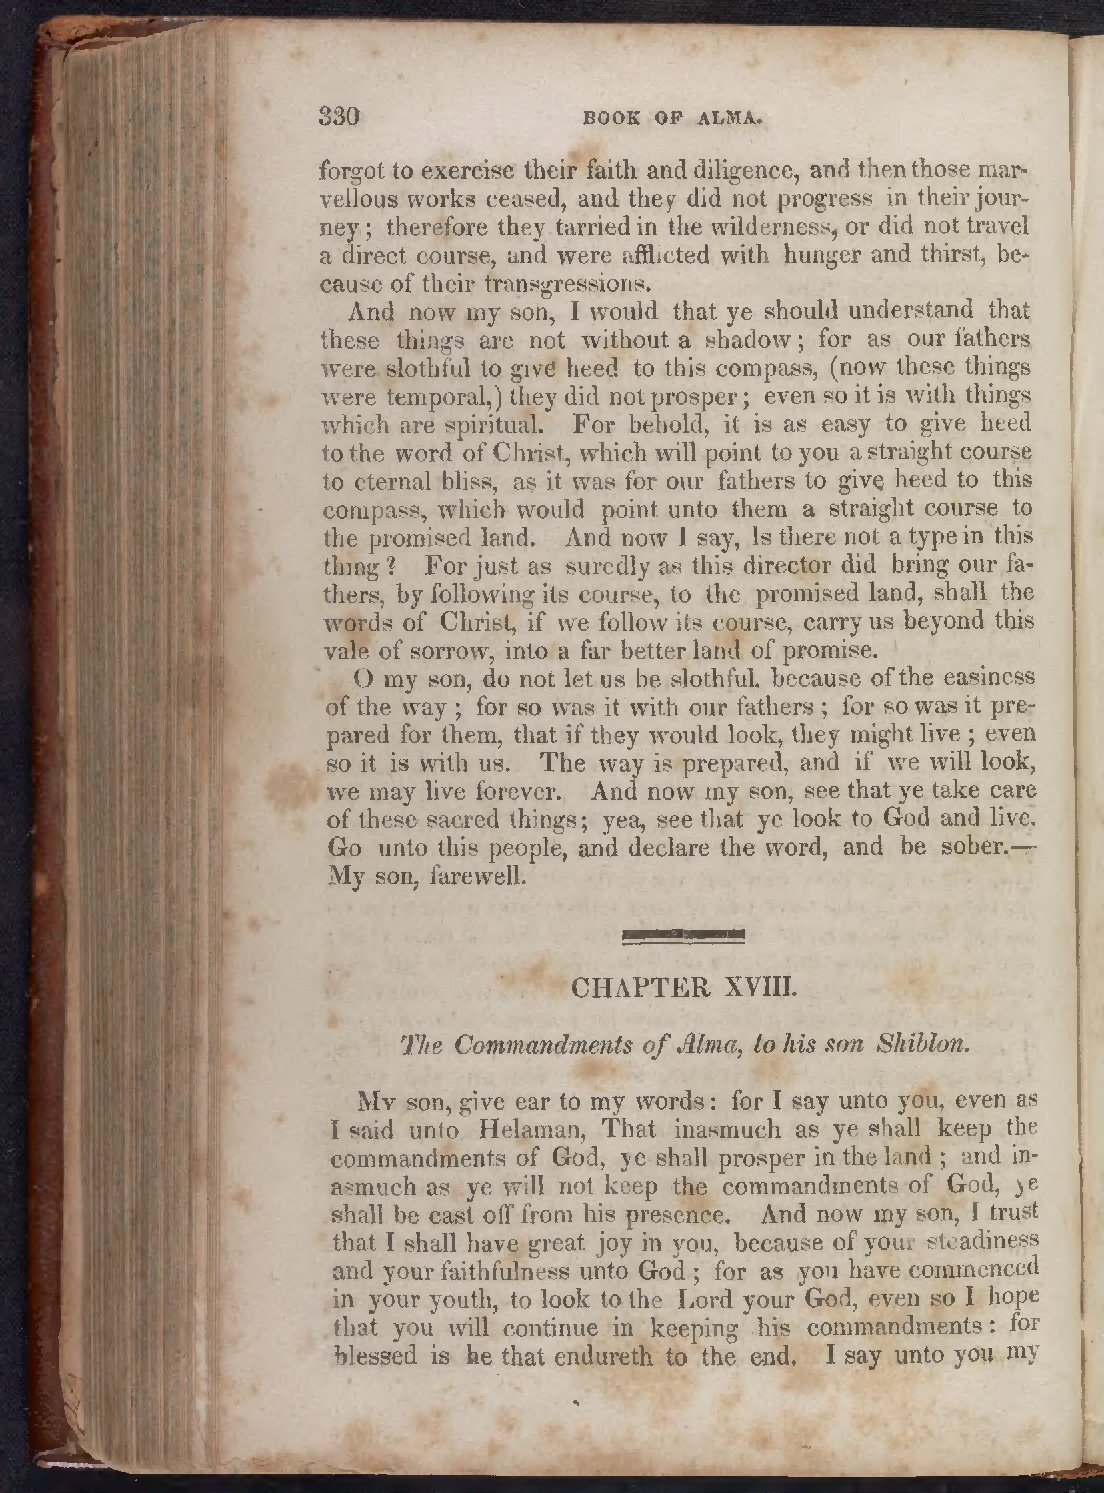 330 BOOK OF ALMA.
forgot to exercise their faith and diligence, and then those mar-
vellous works ceased, and they did not progress in their jour-
ney; therefore they tarried in the wilderness, or did not travel
a direct course, and were afflicted with hunger and thirst, be-
cause of their transgressions.
And now my son, I would that ye should understand that
these things are not without a shadow; for as our fathers
were slothful to give heed to this compass, (now these things
were temporal,) they did not prosper; even so it is with things
which are spiritual. For behold, it is as easy to give heed
to the word of Christ, which will point to you a straight course
to eternal bliss, as it was for our fathers to give heed to this
compass, which would point unto them a straight course to
the promised land. And now I say, Is there not a type in this
thing? For just as suredly as this director did bring our fa-
thers, by following its course, to the promised land, shall the
words of Christ, if we follow its course, carry us beyond this
vale of sorrow, into a far better land of promise.
O my son, do not let us be slothful, because of the easiness
of the way; for so was it with our fathers; for so was it pre-
pared for them, that if they would look, they might live; even
so it is with us. The way is prepared, and if we will look,
we may live forever. And now my son, see that ye take care
of these sacred things; yea, see that ye look to God and live.
Go unto this people, and declare the word, and be sober.—
My son, farewell.
CHAPTER XVIII.
The Commandments of Alma, to his son Shiblon.
MY son, give ear to my words: for I say unto you, even as
I said unto Helaman, That inasmuch as ye shall keep the
commandments of God, ye shall prosper in the land; and in-
asmuch as ye will not keep the commandments of God, ye
shall be cast off from his presence. And now my son, I trust
that I shall have great joy in you, because of your steadiness
and your faithfulness unto God; for as you have commenced
in your youth, to look to the Lord your God, even so I hope
that you will continue in keeping his commandments: for
blessed is he that endureth to the end. I say unto you my